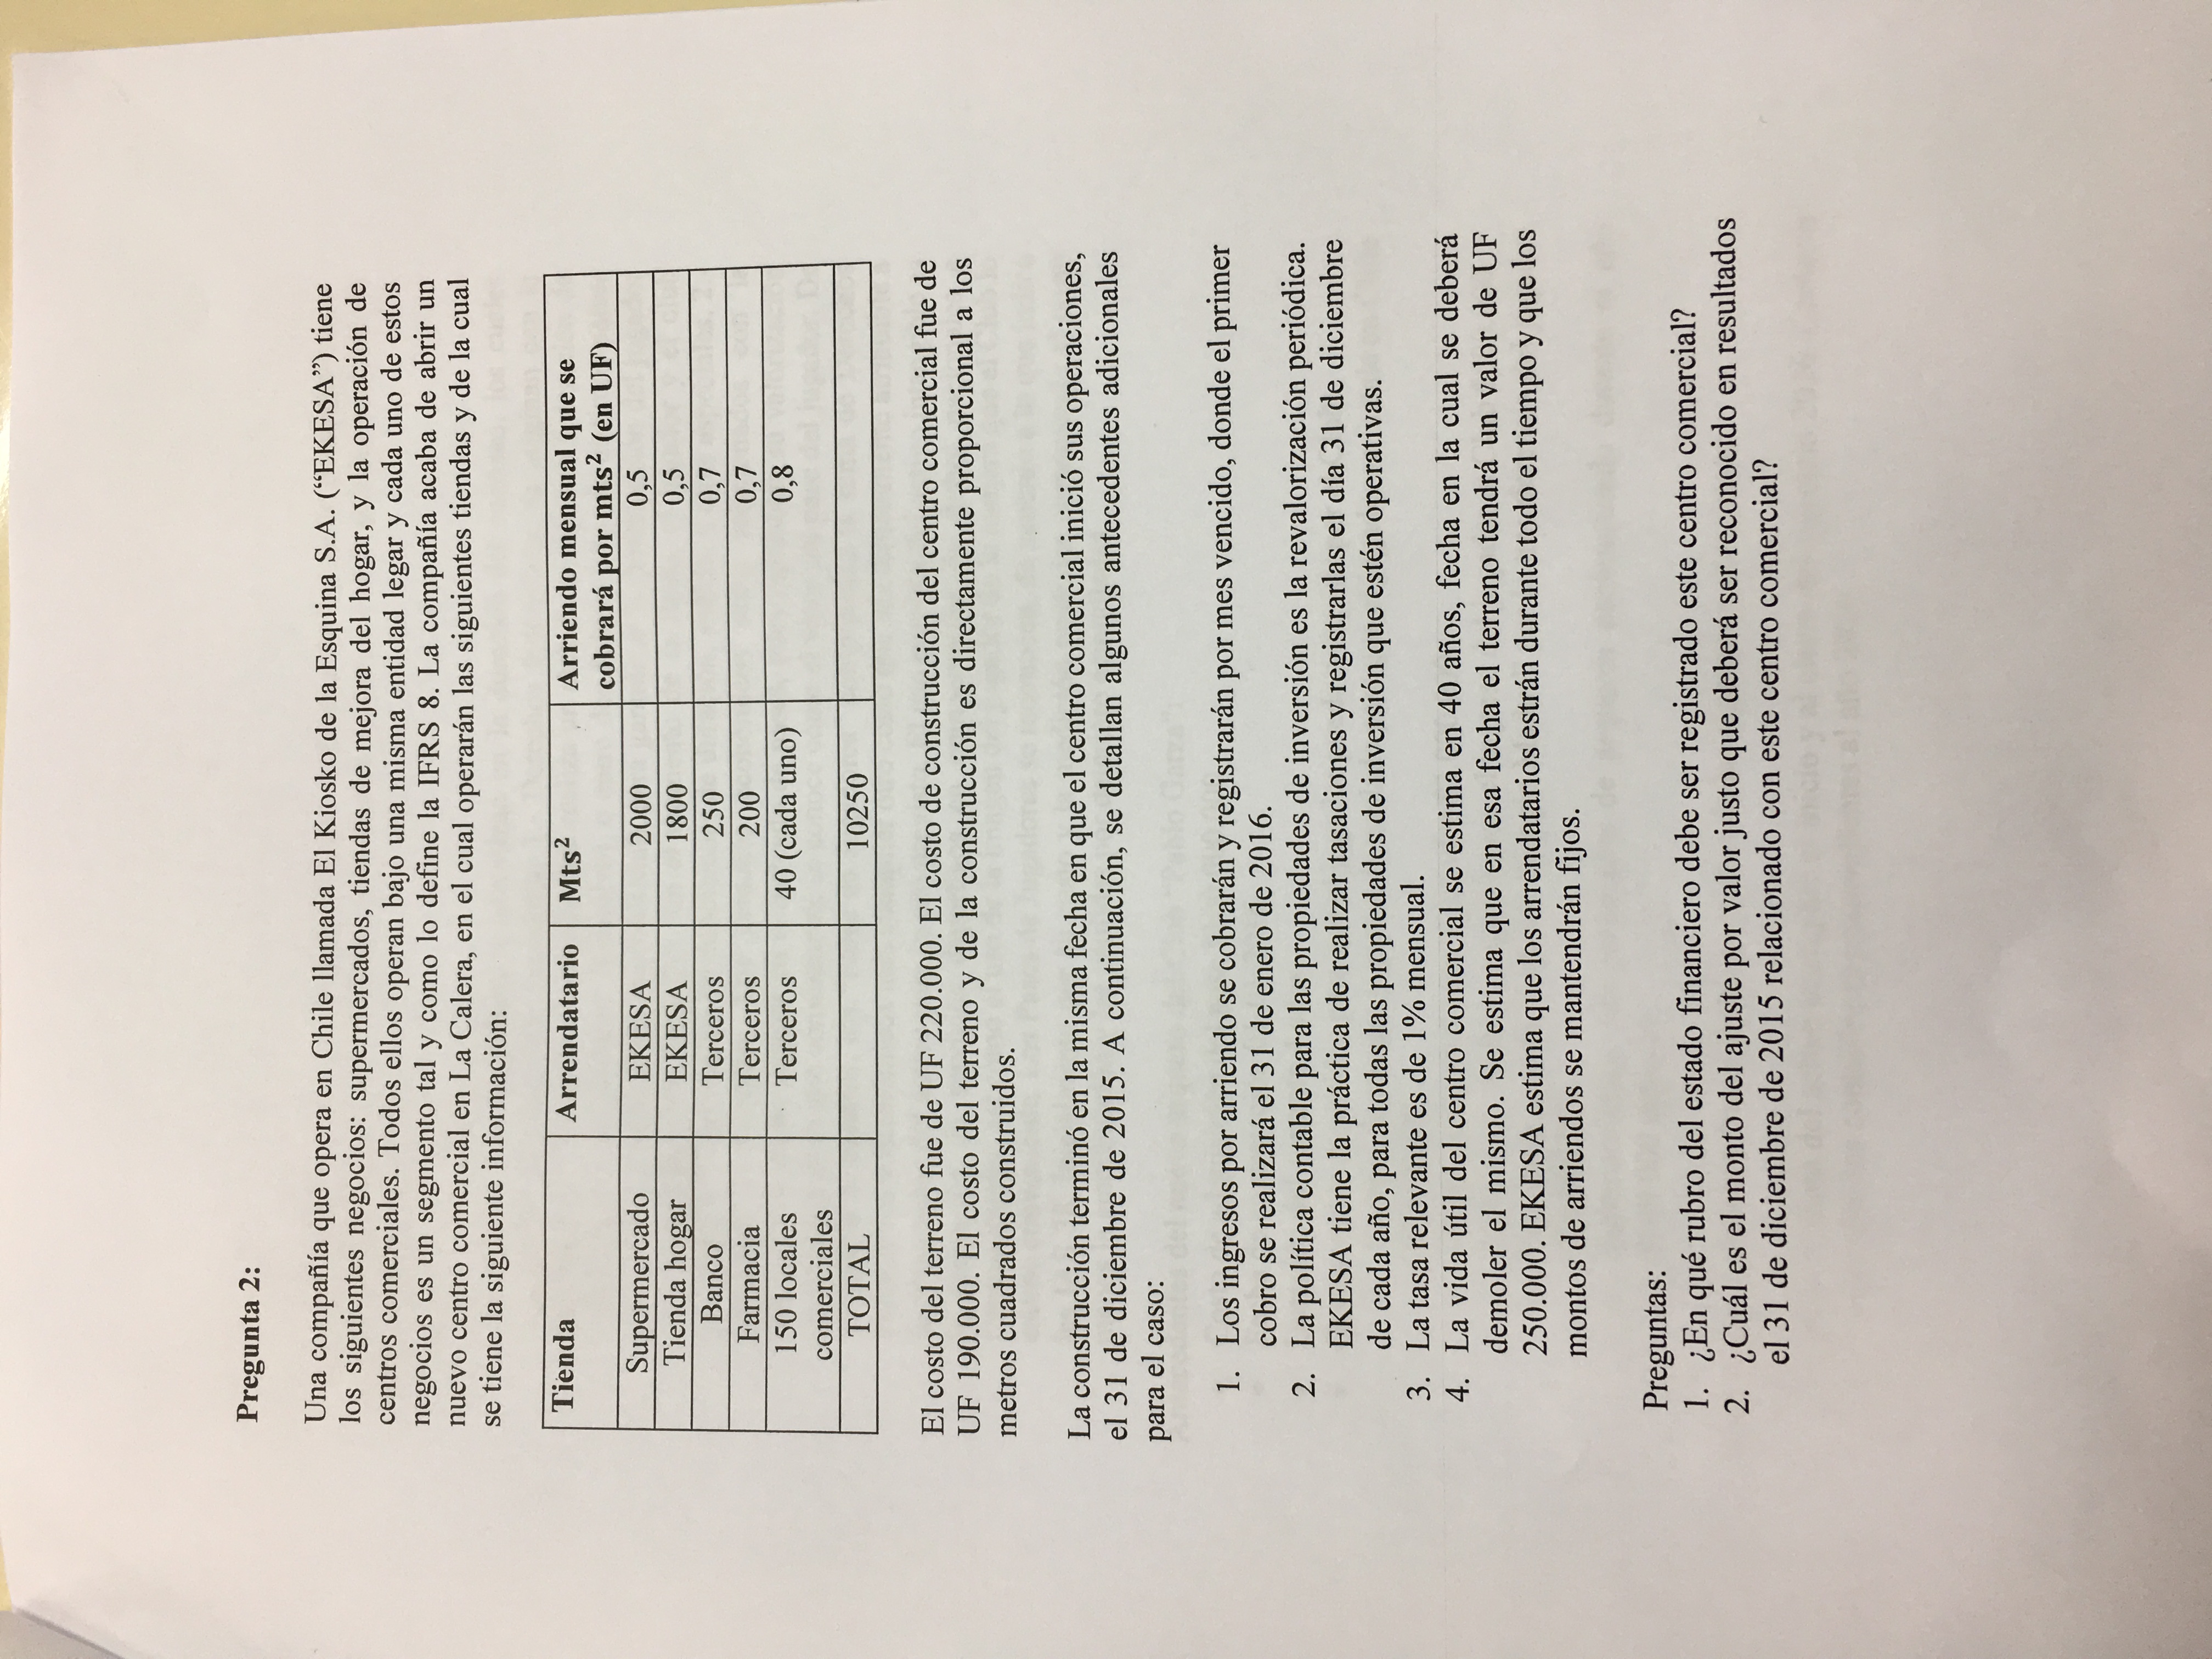 Pregunta 2:
Una compañía que opera en Chile llamada El Kiosko de la Esquina S.A. (“EKESA”) tiene
los siguientes negocios: supermercados, tiendas de mejora del hogar, y la operación de
centros comerciales. Todos ellos operan bajo una misma entidad legar y cada uno de estos
negocios es un segmento tal y como lo define la IFRS 8. La compañía acaba de abrir un
nuevo centro comercial en La Calera, en el cual operarán las siguientes tiendas y de la cual
se tiene la siguiente información:
Tienda Arrendatario Mts² Arriendo mensual que se
cobrará por mts² (en UF)
Supermercado EKESA 2000 0,5
Tienda hogar EKESA 1800 0,5
Banco Terceros 250 0,7
Farmacia Terceros 200 0,7
150 locales Terceros 40 (cada uno) 0,8
comerciales
TOTAL 10250
El costo del terreno fue de UF 220.000. El costo de construcción del centro comercial fue de
UF 190.000. El costo del terreno y de la construcción es directamente proporcional a los
metros cuadrados construidos.
La construcción terminó en la misma fecha en que el centro comercial inició sus operaciones,
el 31 de diciembre de 2015. A continuación, se detallan algunos antecedentes adicionales
para el caso:
1. Los ingresos por arriendo se cobrarán y registrarán por mes vencido, donde el primer
cobro se realizará el 31 de enero de 2016.
2. La política contable para las propiedades de inversión es la revalorización periódica.
EKESA tiene la práctica de realizar tasaciones y registrarlas el día 31 de diciembre
de cada año, para todas las propiedades de inversión que estén operativas.
3. La tasa relevante es de 1% mensual.
4. La vida útil del centro comercial se estima en 40 años, fecha en la cual se deberá
demoler el mismo. Se estima que en esa fecha el terreno tendrá un valor de UF
250.000. EKESA estima que los arrendatarios estrán durante todo el tiempo y que los
montos de arriendos se mantendrán fijos.
Preguntas:
1. ¿En qué rubro del estado financiero debe ser registrado este centro comercial?
2. ¿Cuál es el monto del ajuste por valor justo que deberá ser reconocido en resultados
el 31 de diciembre de 2015 relacionado con este centro comercial?